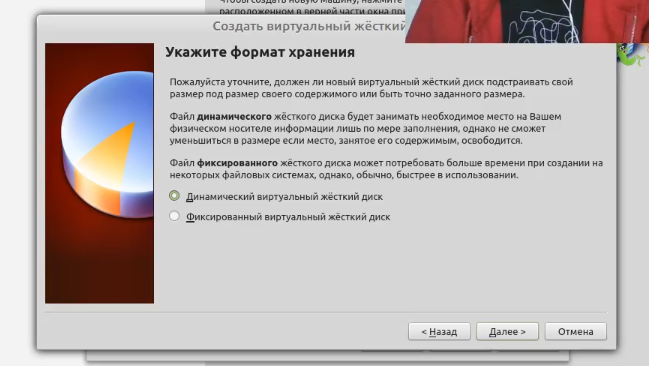 Чтобы создать новую машину, нажмите
расположенном в верхней части окна
Создать виртуальный жёсткий
Укажите формат хранения
Пожалуйста уточните, должен ли новый виртуальный жёсткий диск подстраивать свой
размер под размер своего содержимого или быть точно заданного размера.
Файл динамического жёсткого диска будет занимать необходимое место на Вашем
физическом носителе информации лишь по мере заполнения, однако не сможет
уменьшиться в размере если место, занятое его содержимым, освободится.
Файл фиксированного жёсткого диска может потребовать больше времени при создании на
некоторых файловых системах, однако, обычно, быстрее в использовании.
Динамический виртуальный жёсткий диск
Фиксированный виртуальный жёсткий диск
< Назад
Далее >
Отмена